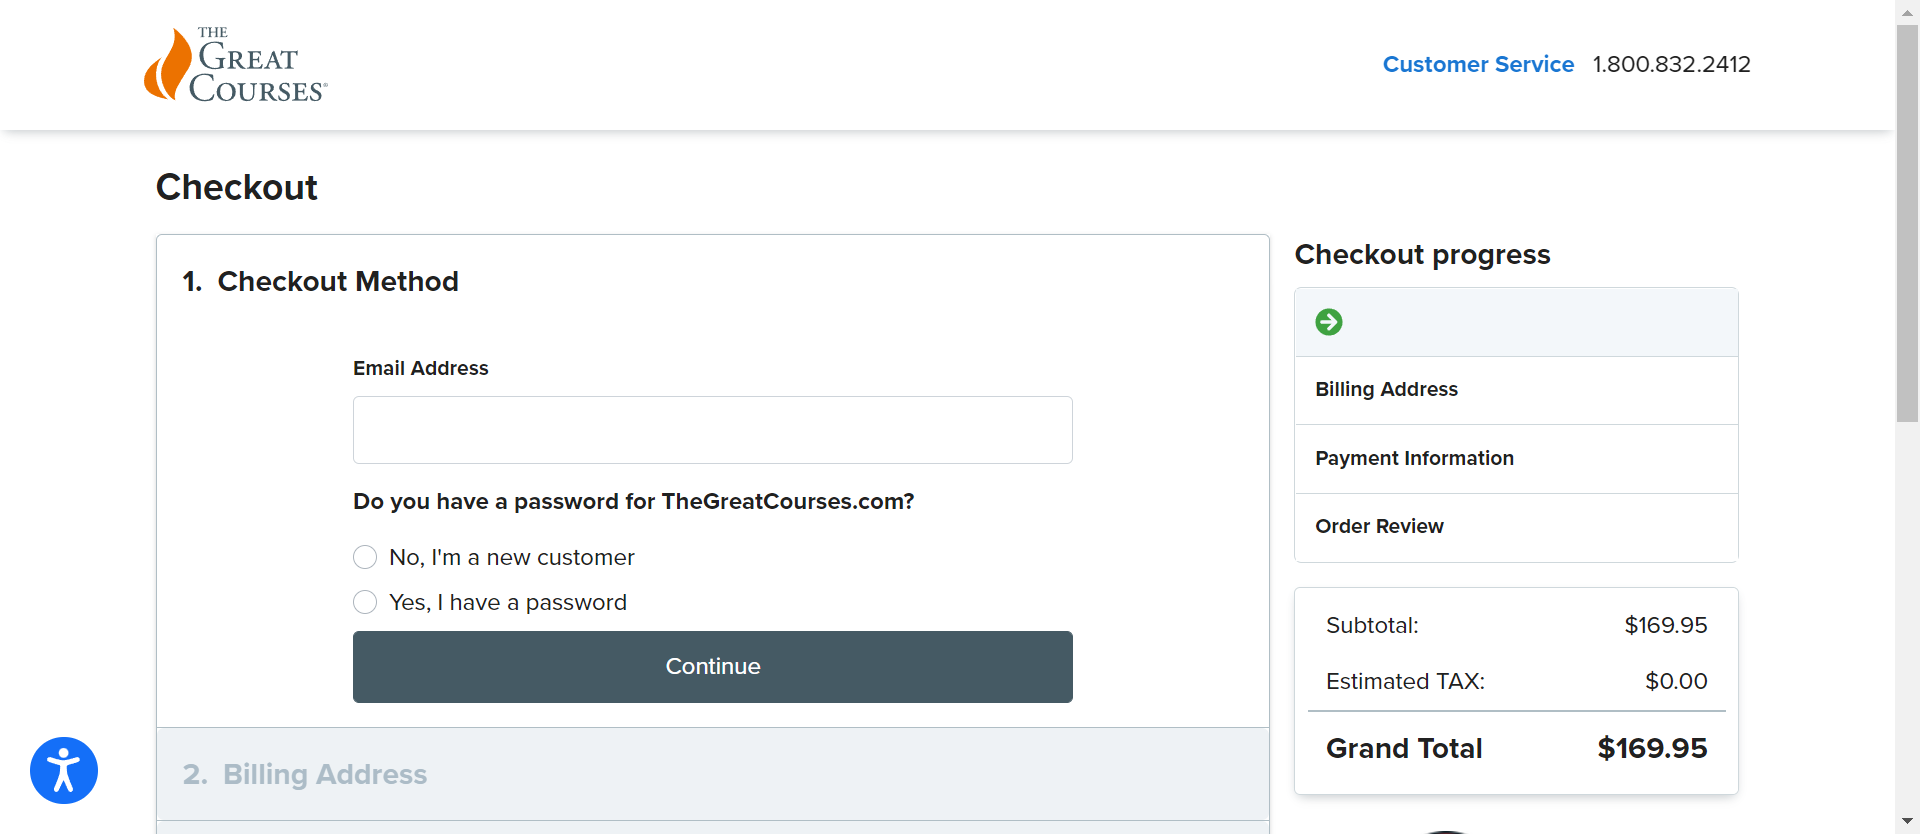 THE
GREAT
COURSES®
Customer Service 1.800.832.2412
Checkout
1. Checkout Method
Email Address
Do you have a password for TheGreatCourses.com?
No, I'm a new customer
Yes, I have a password
Continue
2. Billing Address
Checkout progress
Billing Address
Payment Information
Order Review
Subtotal: $169.95
Estimated TAX: $0.00
Grand Total $169.95